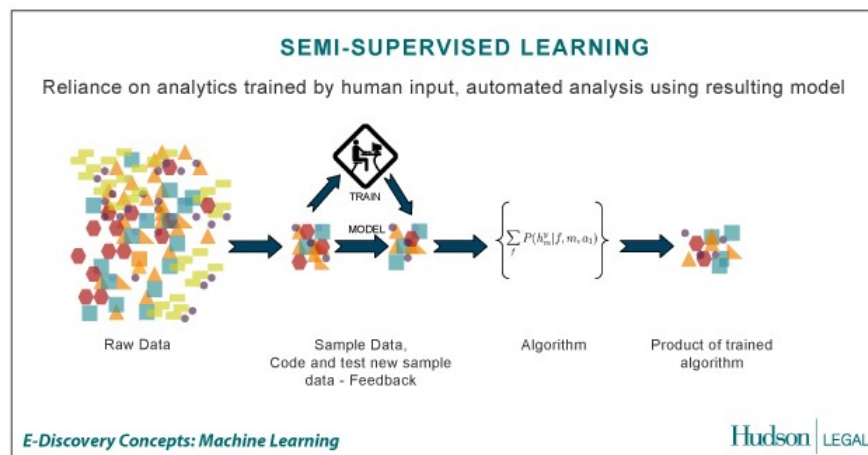 SEMI-SUPERVISED LEARNING
Reliance on analytics trained by human input, automated analysis using resulting model
TRAIN
MODEL
Raw Data
Sample Data,
Code and test new sample
data - Feedback
Algorithm
Product of trained
algorithm
E-Discovery Concepts: Machine Learning
Hudson LEGAL